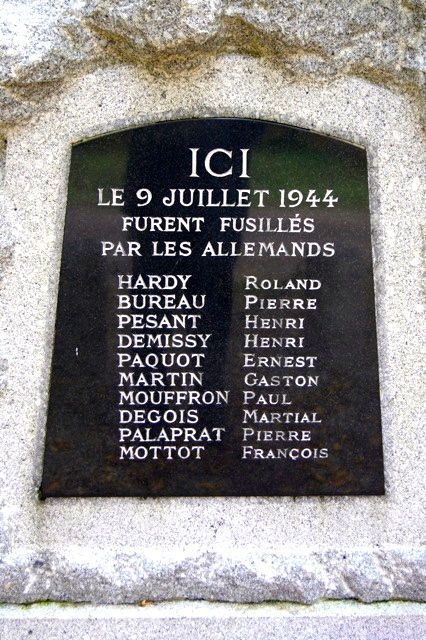 ICI
LE 9 JUILLET 1944
FURENT FUSILLÉS
PAR LES ALLEMANDS
HARDY ROLAND
BUREAU PIERRE
PESANT HENRI
DEMISSY HENRI
PAQUOT ERNEST
MARTIN GASTON
MOUFFRON PAUL
DEGOIS MARTIAL
PALAPRAT PIERRE
MOTTOT FRANÇOIS